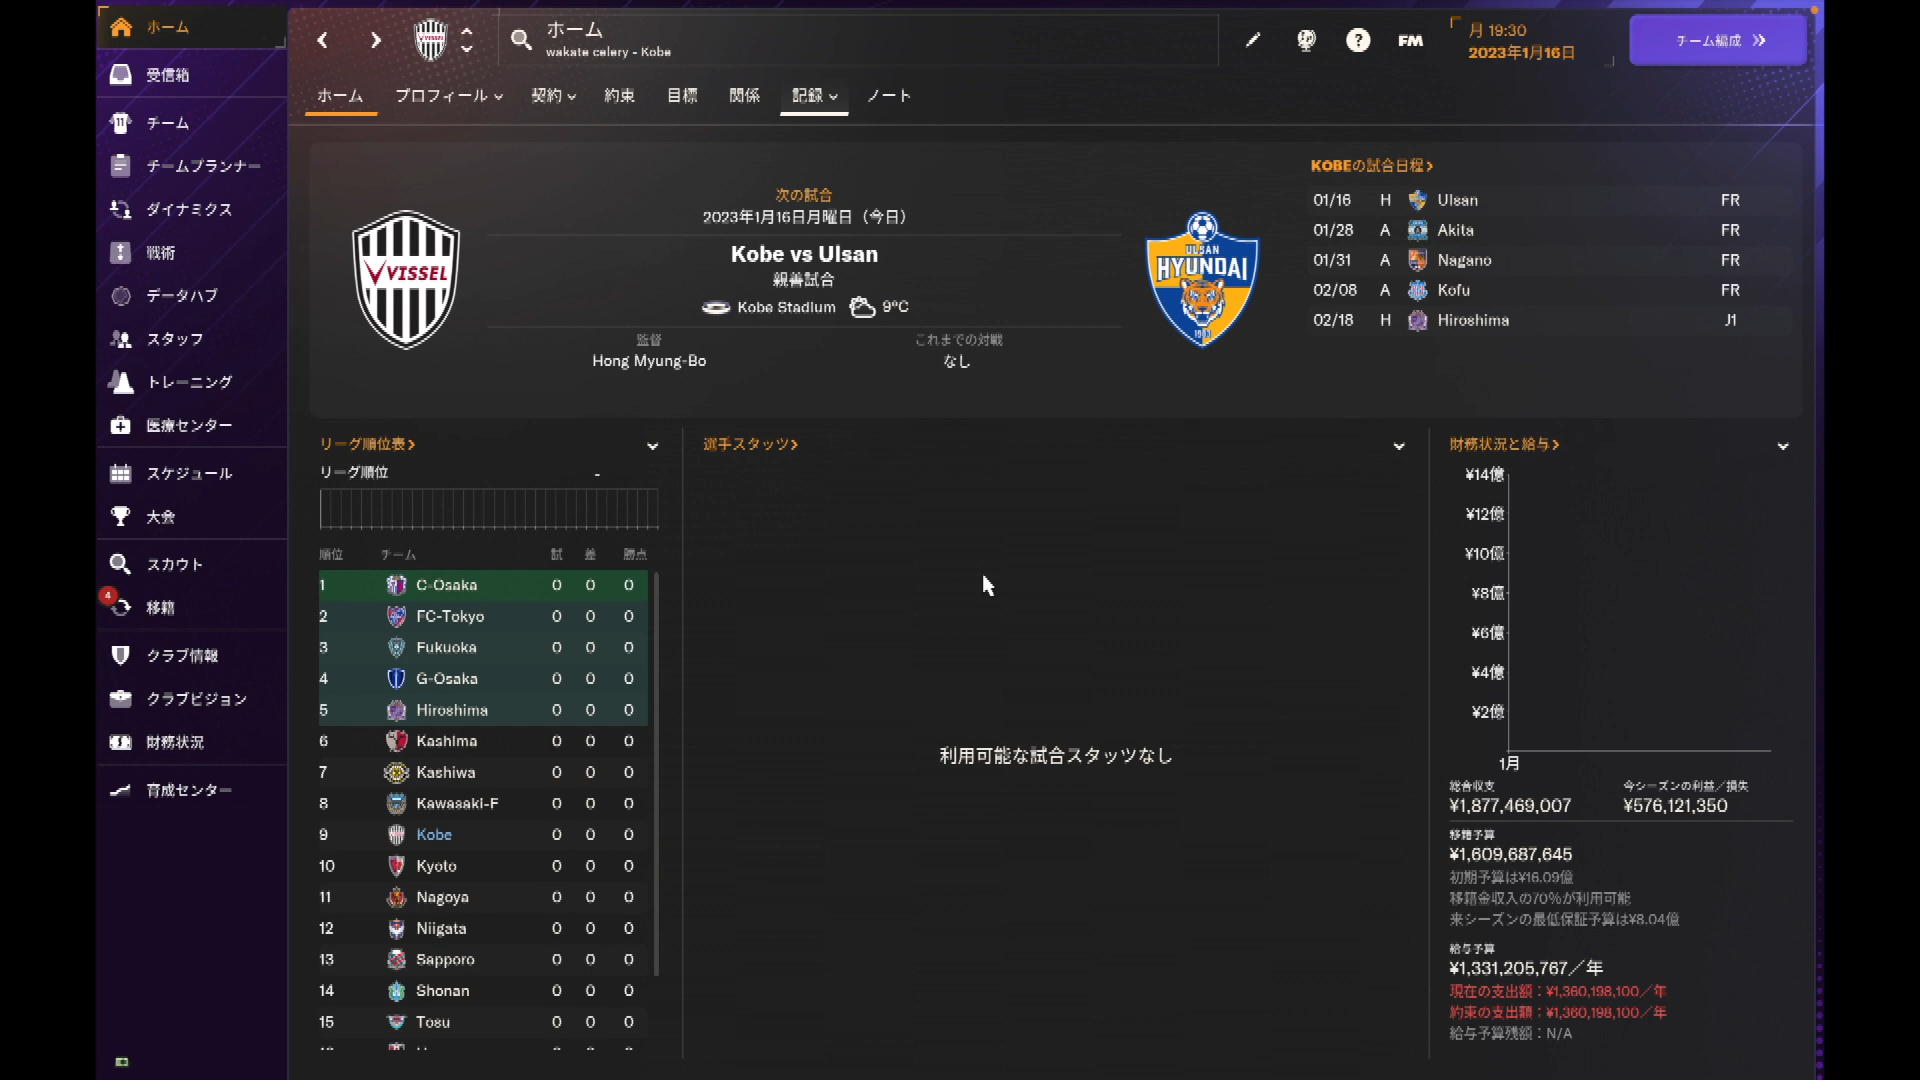 ホーム
受信箱
チーム
チームプランナー
ダイナミクス
戦術
データハブ
スタッフ
トレーニング
医療センター
スケジュール
大会
スカウト
4
移籍
クラブ情報
クラブビジョン
財務状況
育成センター
VISSEL
ホーム
wakate celery - Kobe
?
FM
月 19:30
2023年1月16日
チーム編成
ホーム
プロフィール
契約
約束
目標
関係
記録
ノート
VISSEL
次の試合
2023年1月16日月曜日（今日）
Kobe vs Ulsan
親善試合
Kobe Stadium 9°C
監督
Hong Myung-Bo
これまでの対戦
なし
ULSAN
HYUNDAI
KOBEの試合日程
01/16 H Ulsan FR
01/28 A Akita FR
01/31 A Nagano FR
02/08 A Kofu FR
02/18 H Hiroshima J1
リーグ順位表
リーグ順位 -
順位 チーム 試 差 勝点
1 C-Osaka 0 0 0
2 FC-Tokyo 0 0 0
3 Fukuoka 0 0 0
4 G-Osaka 0 0 0
5 Hiroshima 0 0 0
6 Kashima 0 0 0
7 Kashiwa 0 0 0
8 Kawasaki-F 0 0 0
9 Kobe 0 0 0
10 Kyoto 0 0 0
11 Nagoya 0 0 0
12 Niigata 0 0 0
13 Sapporo 0 0 0
14 Shonan 0 0 0
15 Tosu 0 0 0
選手スタッツ
利用可能な試合スタッツなし
財務状況と給与
¥14億
¥12億
¥10億
¥8億
¥6億
¥4億
¥2億
1月
総合収支
¥1,877,469,007
今シーズンの利益／損失
¥576,121,350
移籍予算
¥1,609,687,645
初期予算は¥16.09億
移籍金収入の70%が利用可能
来シーズンの最低保証予算は¥8.04億
給与予算
¥1,331,205,767／年
現在の支出額：¥1,360,198,100／年
約束の支出額：¥1,360,198,100／年
給与予算残額：N/A